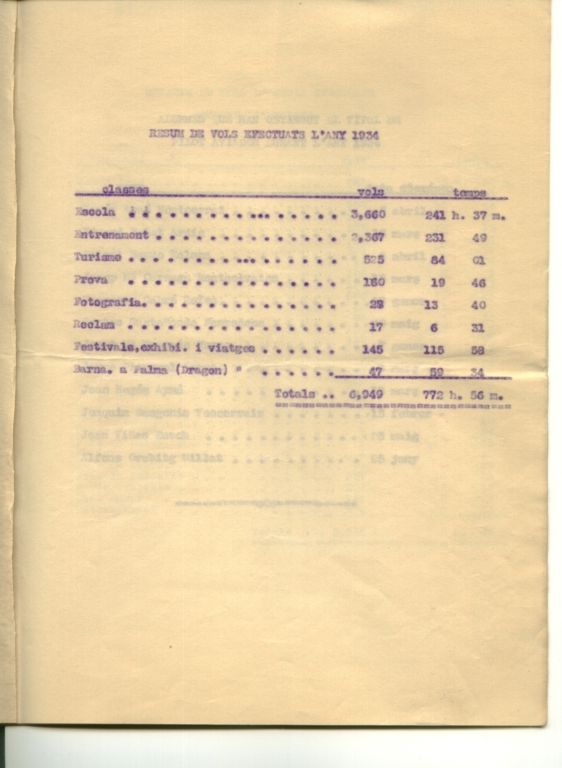 RESUM DE VOLS EFECTUATS L'ANY 1934
classes vols temps
Escola . . . . . . . . . . . . . . . . 3,660 241 h. 37 m.
Entrenament . . . . . . . . . . . . . . 2,367 231 49
Turisme . . . . . . . . . . . . . . . . 525 84 01
Prova . . . . . . . . . . . . . . . . . 160 19 46
Fotografia. . . . . . . . . . . . . . . 28 13 40
Reclam . . . . . . . . . . . . . . . . 17 6 31
Festivals,exhibi. i viatges . . . . . . 145 115 58
Barna. a Palma (Dragon) " . . . . . . . 47 59 34
Totals .. 6,949 772 h. 56 m.